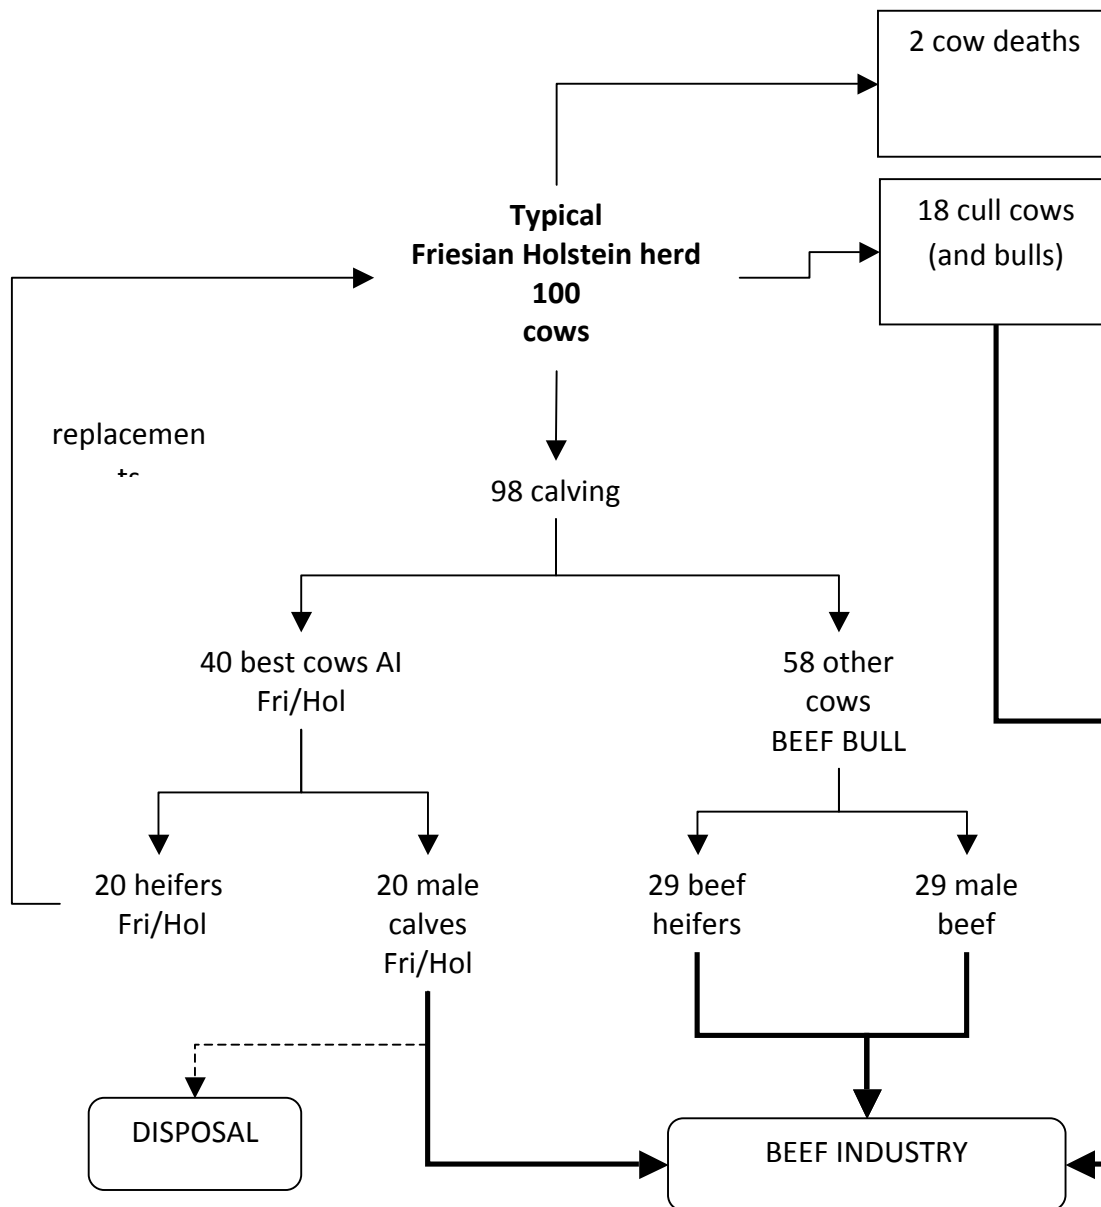 2 cow deaths
18 cull cows
(and bulls)
Typical
Friesian Holstein herd
100
cows
replacemen
ts
98 calving
40 best cows AI
Fri/Hol
58 other
cows
BEEF BULL
20 heifers
Fri/Hol
20 male
calves
Fri/Hol
29 beef
heifers
29 male
beef
DISPOSAL
BEEF INDUSTRY